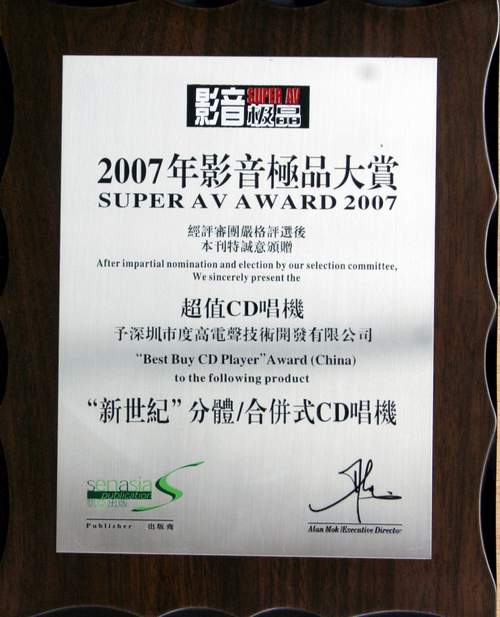 影音極品 SUPER AV
2007年影音極品大賞
SUPER AV AWARD 2007
經評審團嚴格評選後
本刊特誠意頒贈
After impartial nomination and election by our selection committee,
We sincerely present the
超值CD唱機
予深圳市度高電聲技術開發有限公司
“Best Buy CD Player”Award (China)
to the following product
“新世紀”分體/合併式CD唱機
senasia
publication
出版
Publisher 出版商
Alan Mok /Executive Director